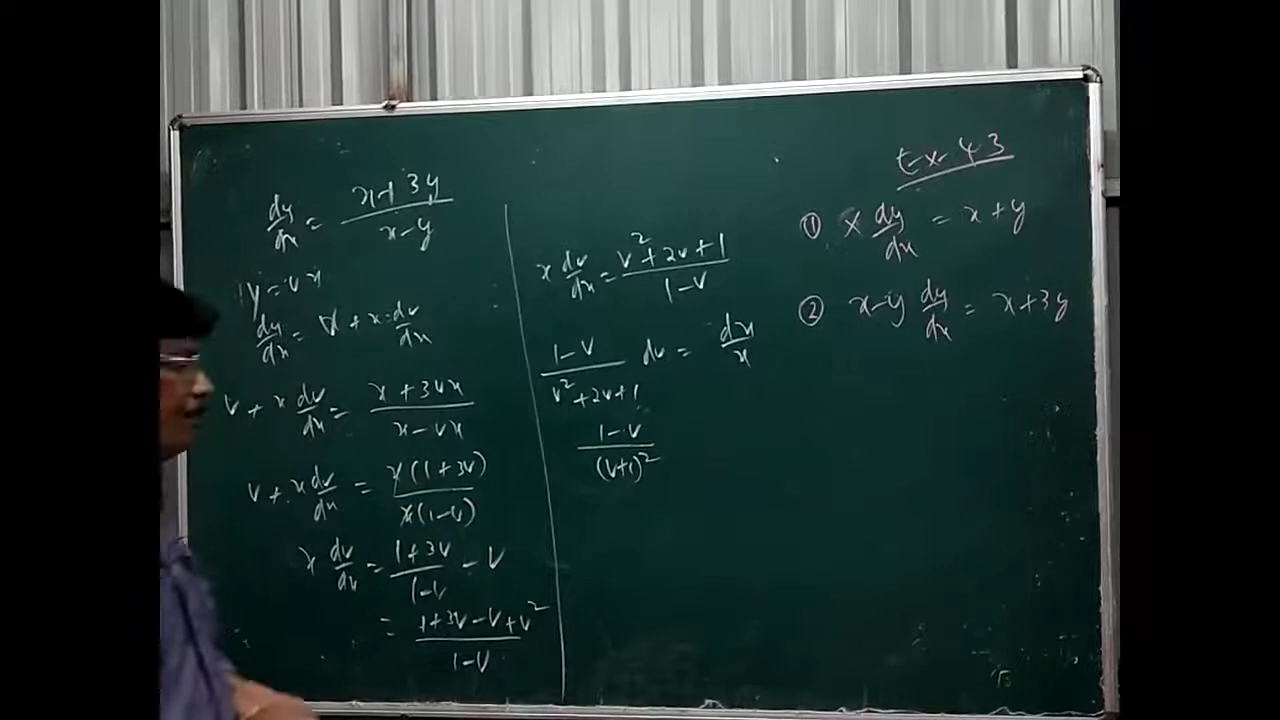 dy/dx = x+3y / x-y
y = vx
dy/dx = v + x dv/dx
v + x dv/dx = x + 3vx / x - vx
v + x dv/dx = x(1+3v) / x(1-v)
x dv/dx = 1+3v / 1-v - v
= 1+3v-v+v² / 1-v
x dv/dx = v²+2v+1 / 1-v
1-v / v²+2v+1 dv = dx/x
1-v / (v+1)²
Ex-4.3
① x dy/dx = x+y
② x-y dy/dx = x+3y